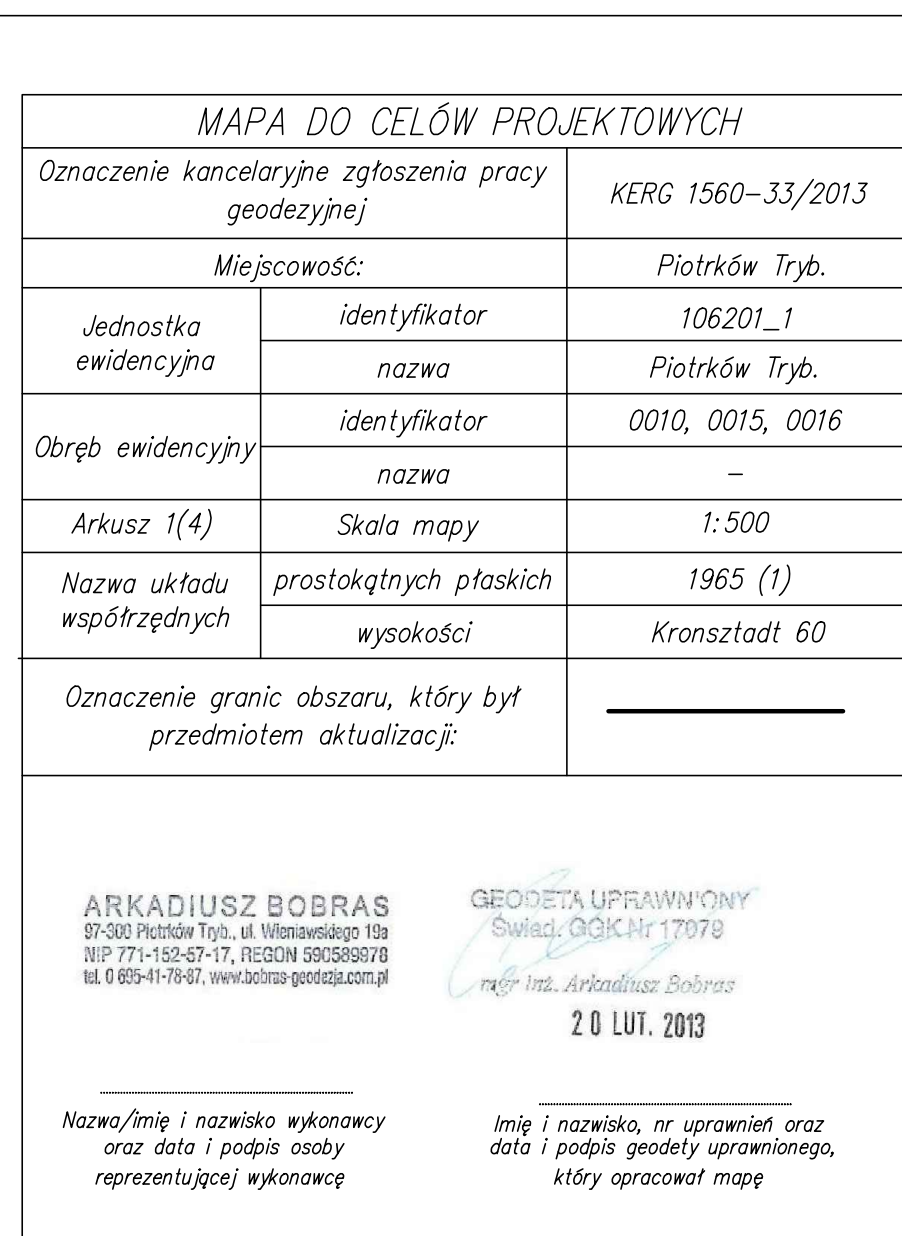 MAPA DO CELÓW PROJEKTOWYCH
Oznaczenie kancelaryjne zgłoszenia pracy
geodezyjnej
KERG 1560-33/2013
Miejscowość:
Piotrków Tryb.
Jednostka
ewidencyjna
identyfikator
106201_1
nazwa
Piotrków Tryb.
Obręb ewidencyjny
identyfikator
0010, 0015, 0016
nazwa
-
Arkusz 1(4)
Skala mapy
1:500
Nazwa układu
współrzędnych
prostokątnych płaskich
1965 (1)
wysokości
Kronsztadt 60
Oznaczenie granic obszaru, który był
przedmiotem aktualizacji:
ARKADIUSZ BOBRAS
97-300 Piotrków Tryb., ul. Wieniawskiego 19a
NIP 771-152-57-17, REGON 590589978
tel. 0 695-41-78-87, www.bobras-geodezja.com.pl
GEODETA UPRAWNIONY
Świad. GGK Nr 17079
mgr inż. Arkadiusz Bobras
20 LUT. 2013
Nazwa/imię i nazwisko wykonawcy
oraz data i podpis osoby
reprezentującej wykonawcę
Imię i nazwisko, nr uprawnień oraz
data i podpis geodety uprawnionego,
który opracował mapę